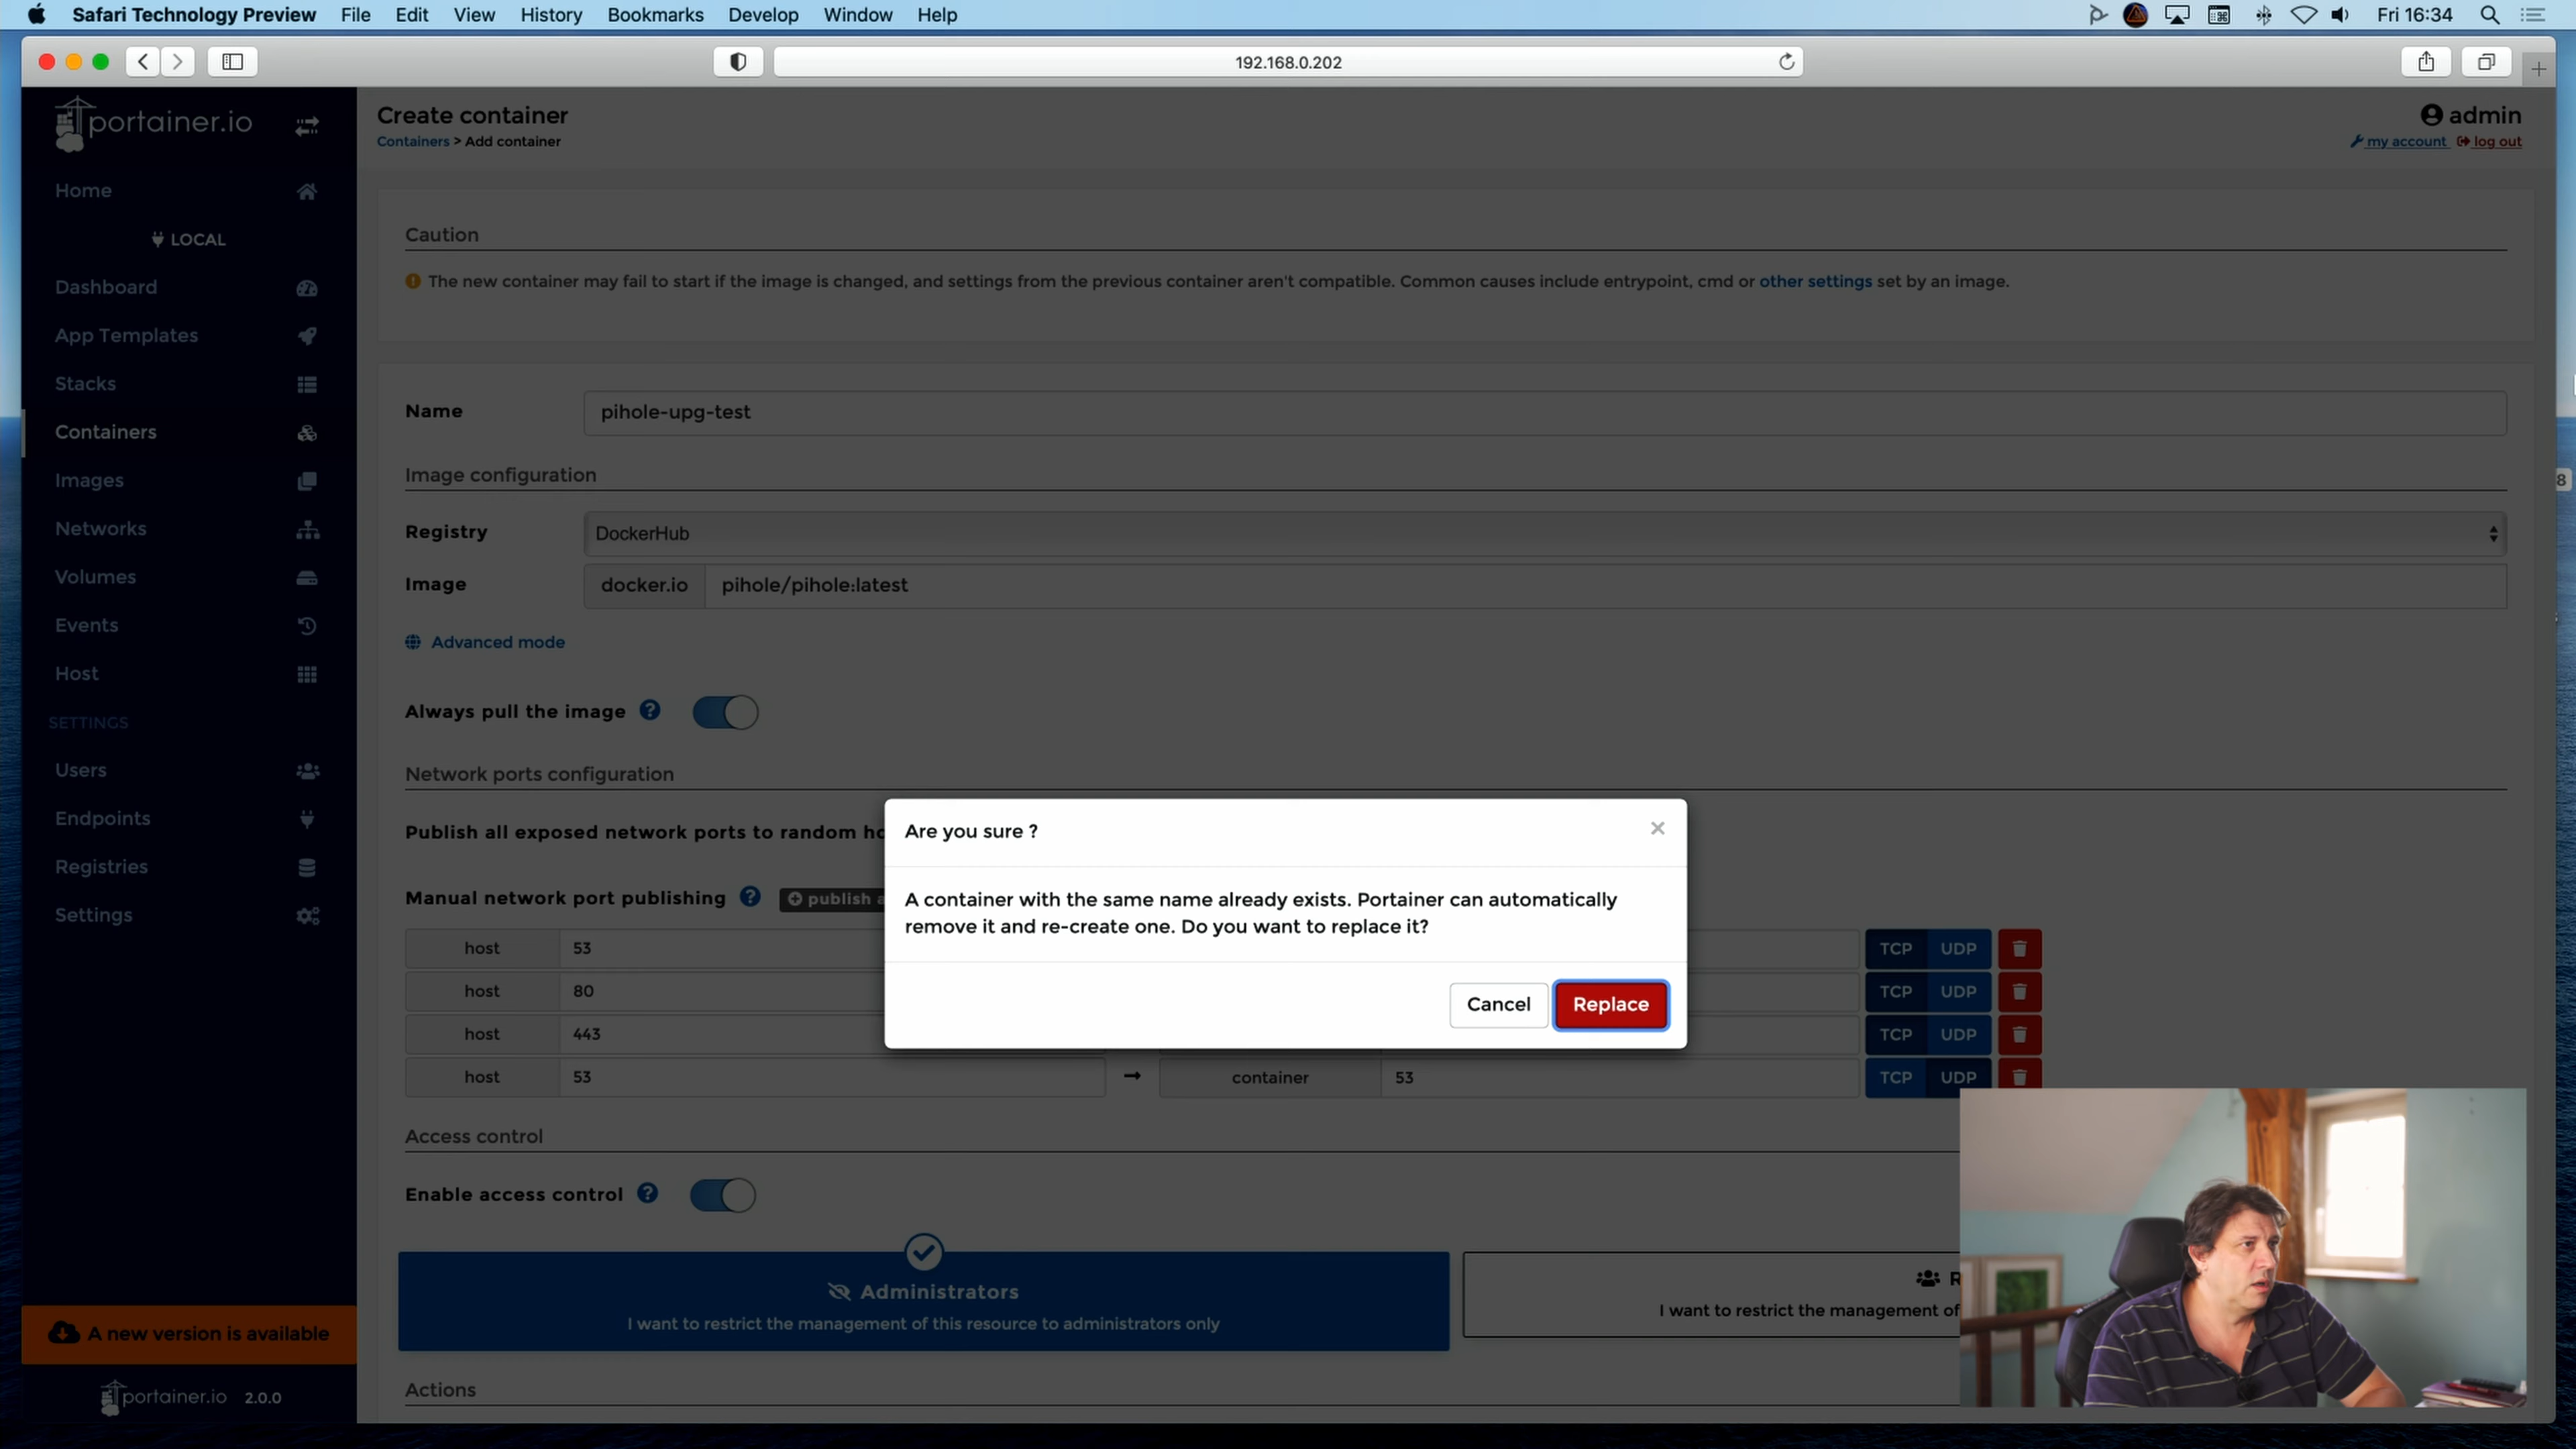 Safari Technology Preview File Edit View History Bookmarks Develop Window Help
Fri 16:34
192.168.0.202
portainer.io
Home
LOCAL
Dashboard
App Templates
Stacks
Containers
Images
Networks
Volumes
Events
Host
SETTINGS
Users
Endpoints
Registries
Settings
A new version is available
portainer.io 2.0.0
Create container
Containers > Add container
admin
my account log out
Caution
The new container may fail to start if the image is changed, and settings from the previous container aren't compatible. Common causes include entrypoint, cmd or other settings set by an image.
Name pihole-upg-test
Image configuration
Registry DockerHub
Image docker.io pihole/pihole:latest
Advanced mode
Always pull the image
Network ports configuration
Publish all exposed network ports to random
Manual network port publishing publish
host 53 TCP UDP
host 80 TCP UDP
host 443 TCP UDP
host 53 → container 53 TCP UDP
Are you sure ?
×
A container with the same name already exists. Portainer can automatically
remove it and re-create one. Do you want to replace it?
Cancel Replace
Access control
Enable access control
Administrators
I want to restrict the management of this resource to administrators only
I want to restrict the management of
Actions
8